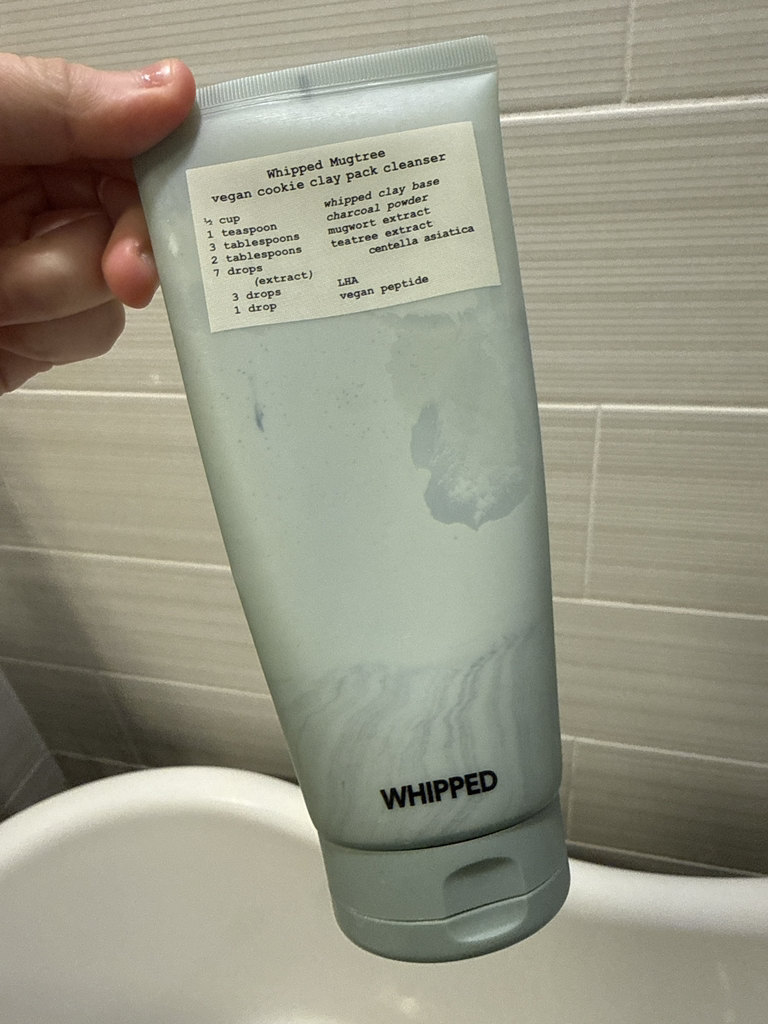 Whipped Mugtree
vegan cookie clay pack cleanser
½ cup whipped clay base
1 teaspoon charcoal powder
3 tablespoons mugwort extract
2 tablespoons teatree extract
7 drops centella asiatica
(extract)
3 drops LHA
1 drop vegan peptide
WHIPPED